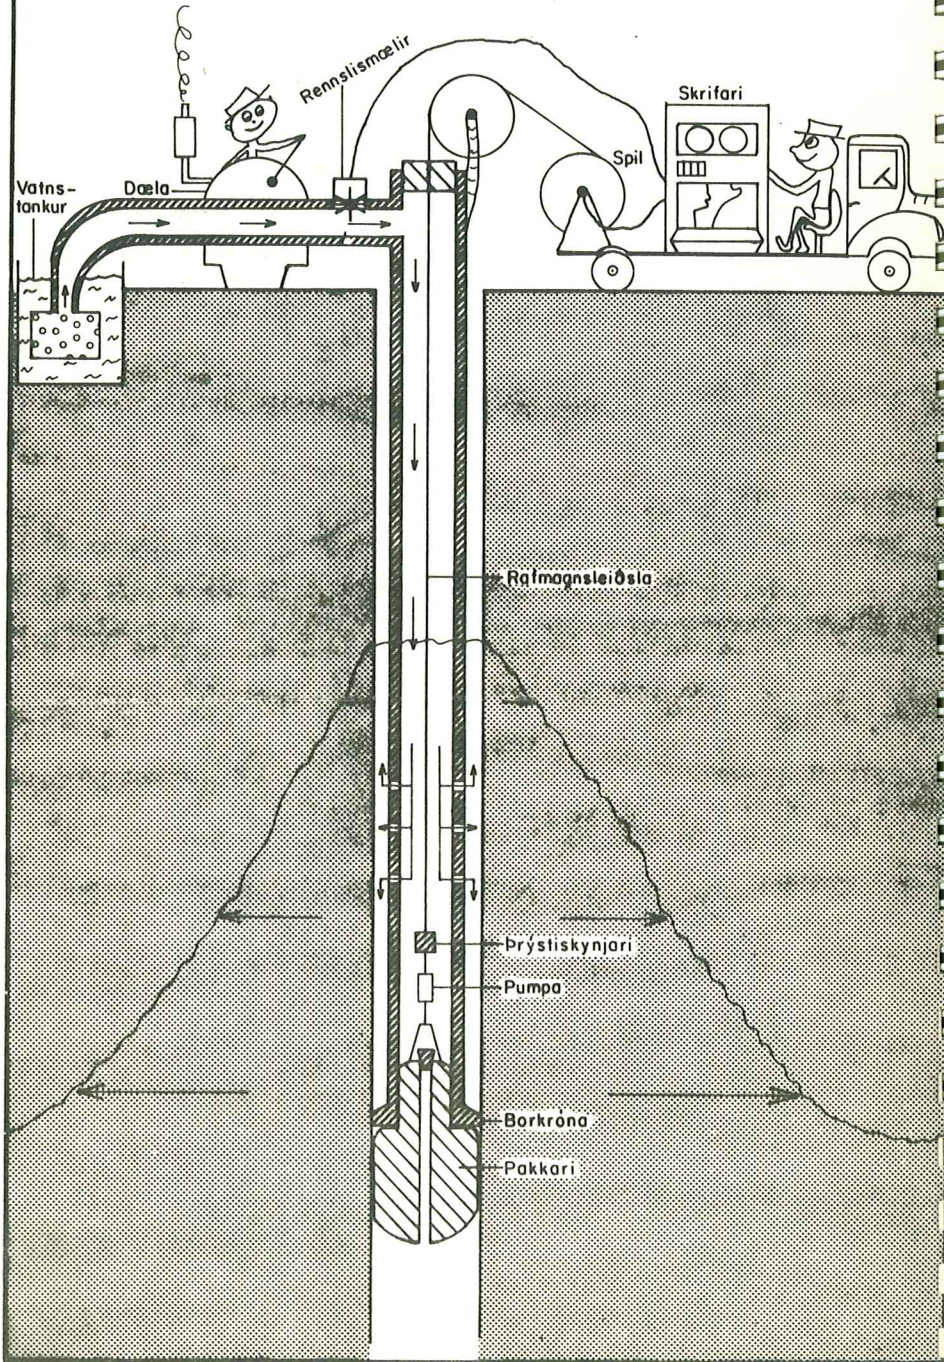 Rennslismælir
Skrifari
Spil
Vatns-
tankur
Dæla
Rafmagnsleiðsla
Þrýstiskynjari
Pumpa
Borkróna
Pakkari